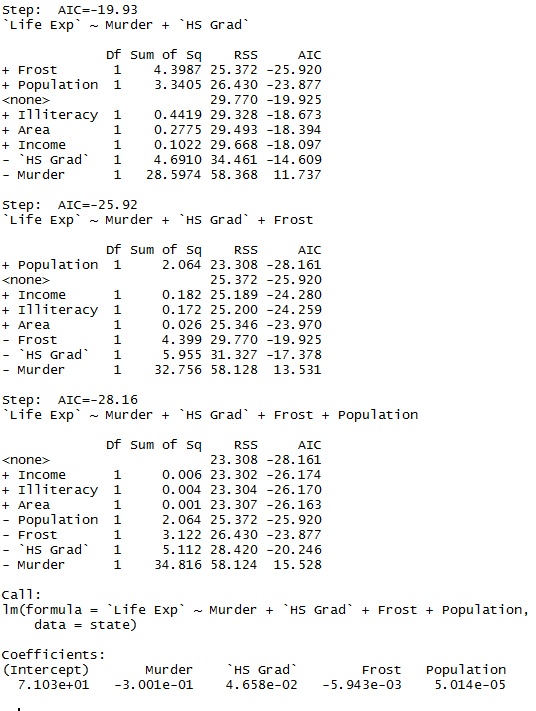 Step:  AIC=-19.93
`Life Exp` ~ Murder + `HS Grad`
             Df Sum of Sq    RSS     AIC
+ Frost       1    4.3987 25.372 -25.920
+ Population  1    3.3405 26.430 -23.877
<none>                    29.770 -19.925
+ Illiteracy  1    0.4419 29.328 -18.673
+ Area        1    0.2775 29.493 -18.394
+ Income      1    0.1022 29.668 -18.097
- `HS Grad`   1    4.6910 34.461 -14.609
- Murder      1   28.5974 58.368  11.737
Step:  AIC=-25.92
`Life Exp` ~ Murder + `HS Grad` + Frost
             Df Sum of Sq    RSS     AIC
+ Population  1     2.064 23.308 -28.161
<none>                    25.372 -25.920
+ Income      1     0.182 25.189 -24.280
+ Illiteracy  1     0.172 25.200 -24.259
+ Area        1     0.026 25.346 -23.970
- Frost       1     4.399 29.770 -19.925
- `HS Grad`   1     5.955 31.327 -17.378
- Murder      1    32.756 58.128  13.531
Step:  AIC=-28.16
`Life Exp` ~ Murder + `HS Grad` + Frost + Population
             Df Sum of Sq    RSS     AIC
<none>                    23.308 -28.161
+ Income      1     0.006 23.302 -26.174
+ Illiteracy  1     0.004 23.304 -26.170
+ Area        1     0.001 23.307 -26.163
- Population  1     2.064 25.372 -25.920
- Frost       1     3.122 26.430 -23.877
- `HS Grad`   1     5.112 28.420 -20.246
- Murder      1    34.816 58.124  15.528
Call:
lm(formula = `Life Exp` ~ Murder + `HS Grad` + Frost + Population,
    data = state)
Coefficients:
(Intercept)       Murder    `HS Grad`        Frost   Population
  7.103e+01   -3.001e-01    4.658e-02   -5.943e-03    5.014e-05